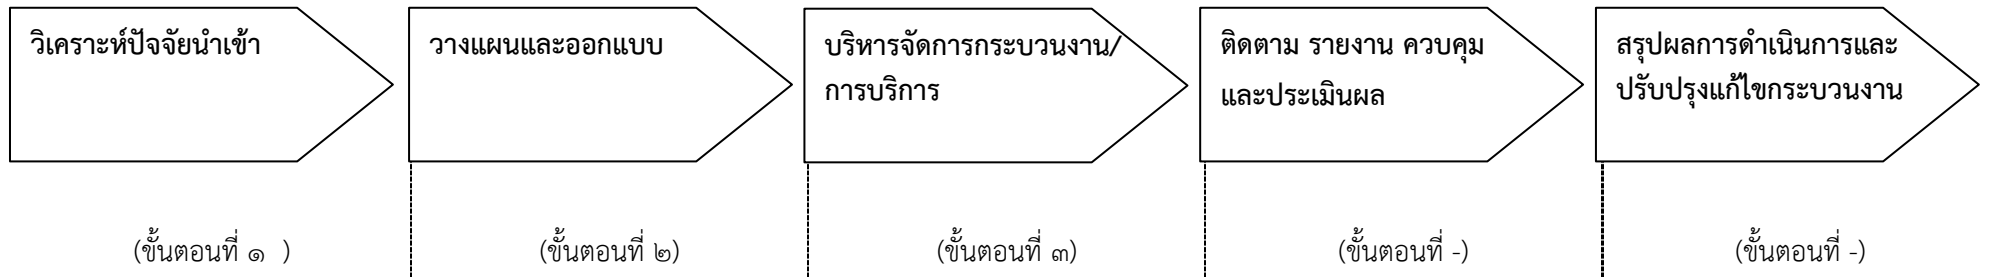 วิเคราะห์ปัจจัยนำเข้า
วางแผนและออกแบบ
บริหารจัดการกระบวนงาน/
การบริการ
ติดตาม รายงาน ควบคุม
และประเมินผล
สรุปผลการดำเนินการและ
ปรับปรุงแก้ไขกระบวนงาน
(ขั้นตอนที่ ๑ )
(ขั้นตอนที่ ๒)
(ขั้นตอนที่ ๓)
(ขั้นตอนที่ -)
(ขั้นตอนที่ -)